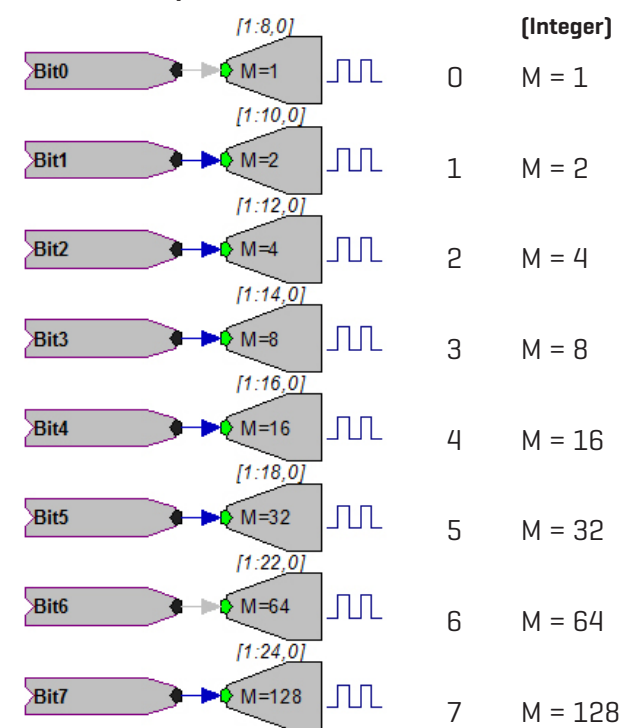 [1:8,0] (Integer)
Bit0 M=1 0 M = 1
[1:10,0]
Bit1 M=2 1 M = 2
[1:12,0]
Bit2 M=4 2 M = 4
[1:14,0]
Bit3 M=8 3 M = 8
[1:16,0]
Bit4 M=16 4 M = 16
[1:18,0]
Bit5 M=32 5 M = 32
[1:22,0]
Bit6 M=64 6 M = 64
[1:24,0]
Bit7 M=128 7 M = 128